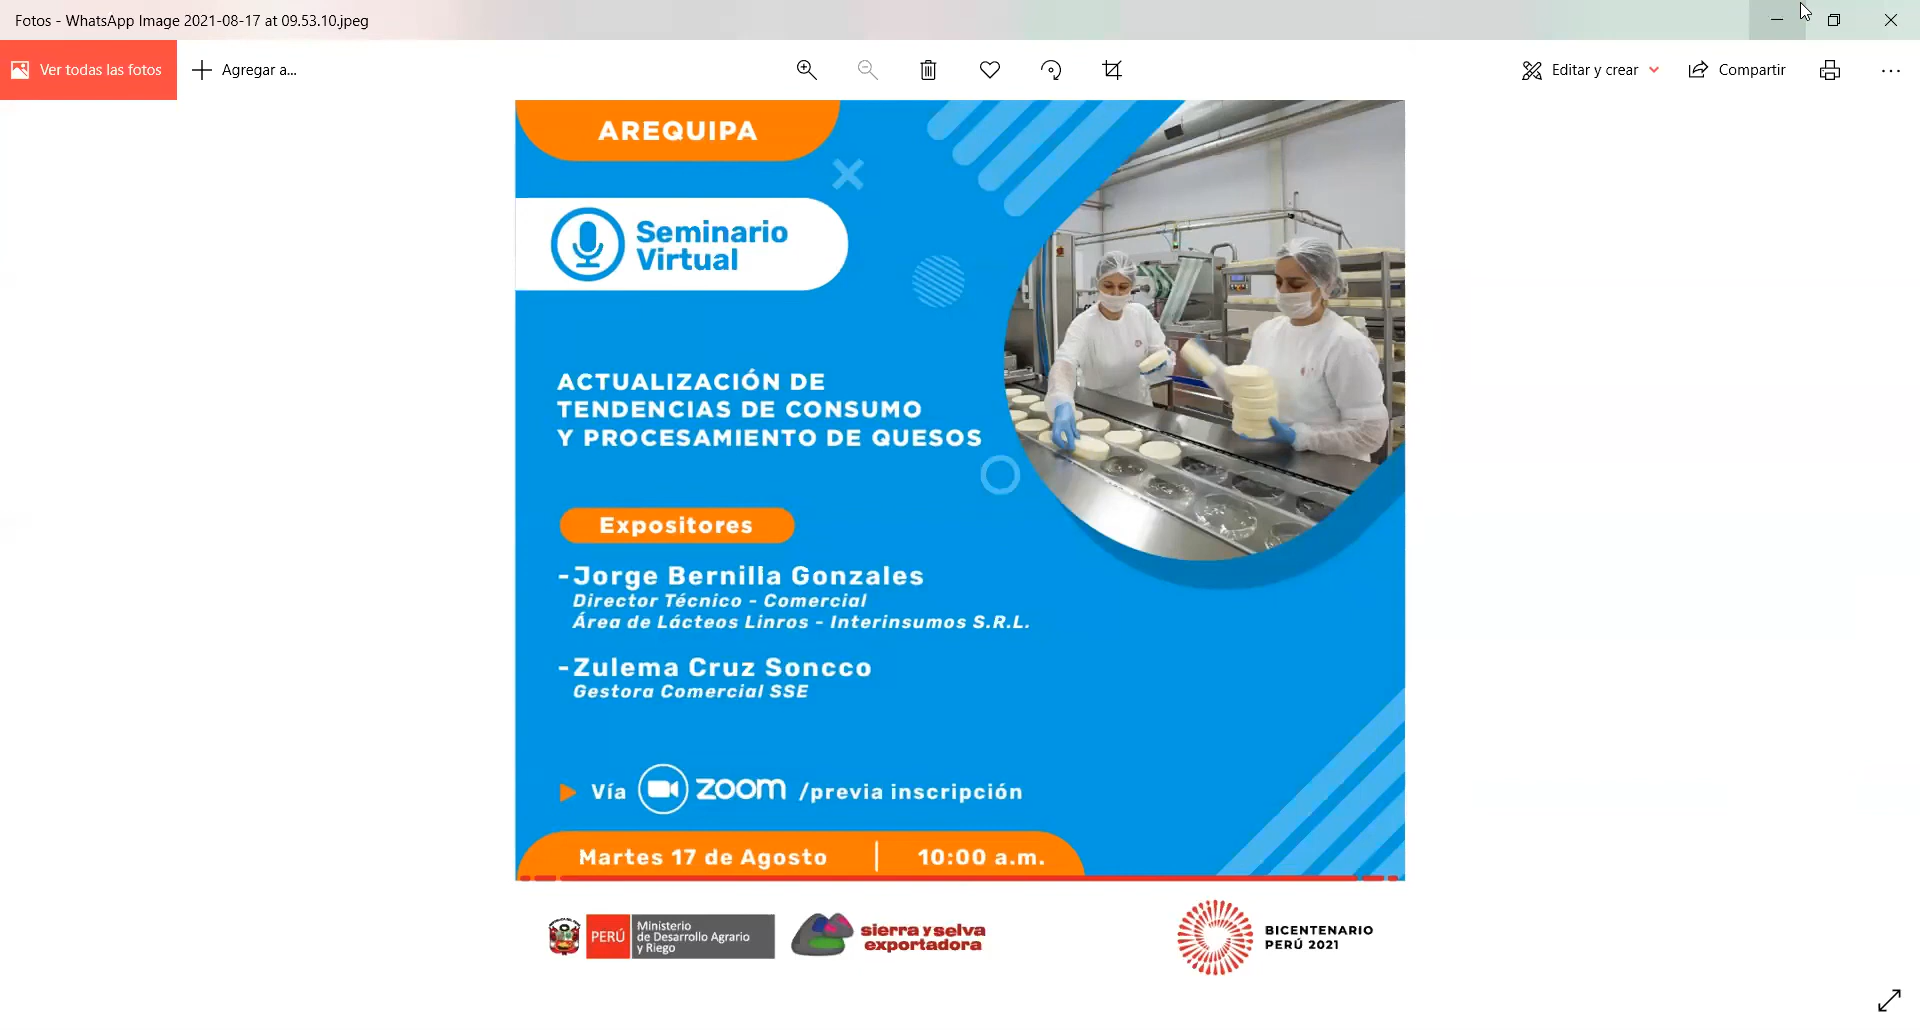 Fotos - WhatsApp Image 2021-08-17 at 09.53.10.jpeg
Ver todas las fotos
Agregar a...
Editar y crear
Compartir
AREQUIPA
Seminario
Virtual
ACTUALIZACIÓN DE
TENDENCIAS DE CONSUMO
Y PROCESAMIENTO DE QUESOS
Expositores
-Jorge Bernilla Gonzales
Director Técnico - Comercial
Área de Lácteos Linros - Interinsumos S.R.L.
-Zulema Cruz Soncco
Gestora Comercial SSE
Vía zoom /previa inscripción
Martes 17 de Agosto | 10:00 a.m.
PERÚ
Ministerio
de Desarrollo Agrario
y Riego
sierra y selva
exportadora
BICENTENARIO
PERÚ 2021